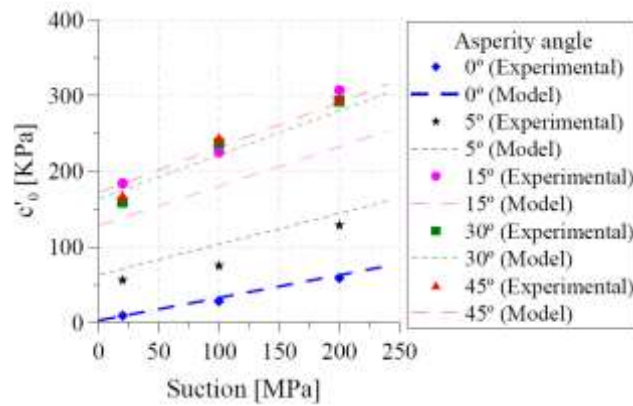 400
300
200
100
0
c'₀ [KPa]
0 50 100 150 200 250
Suction [MPa]
Asperity angle
0º (Experimental)
0º (Model)
5º (Experimental)
5º (Model)
15º (Experimental)
15º (Model)
30º (Experimental)
30º (Model)
45º (Experimental)
45º (Model)